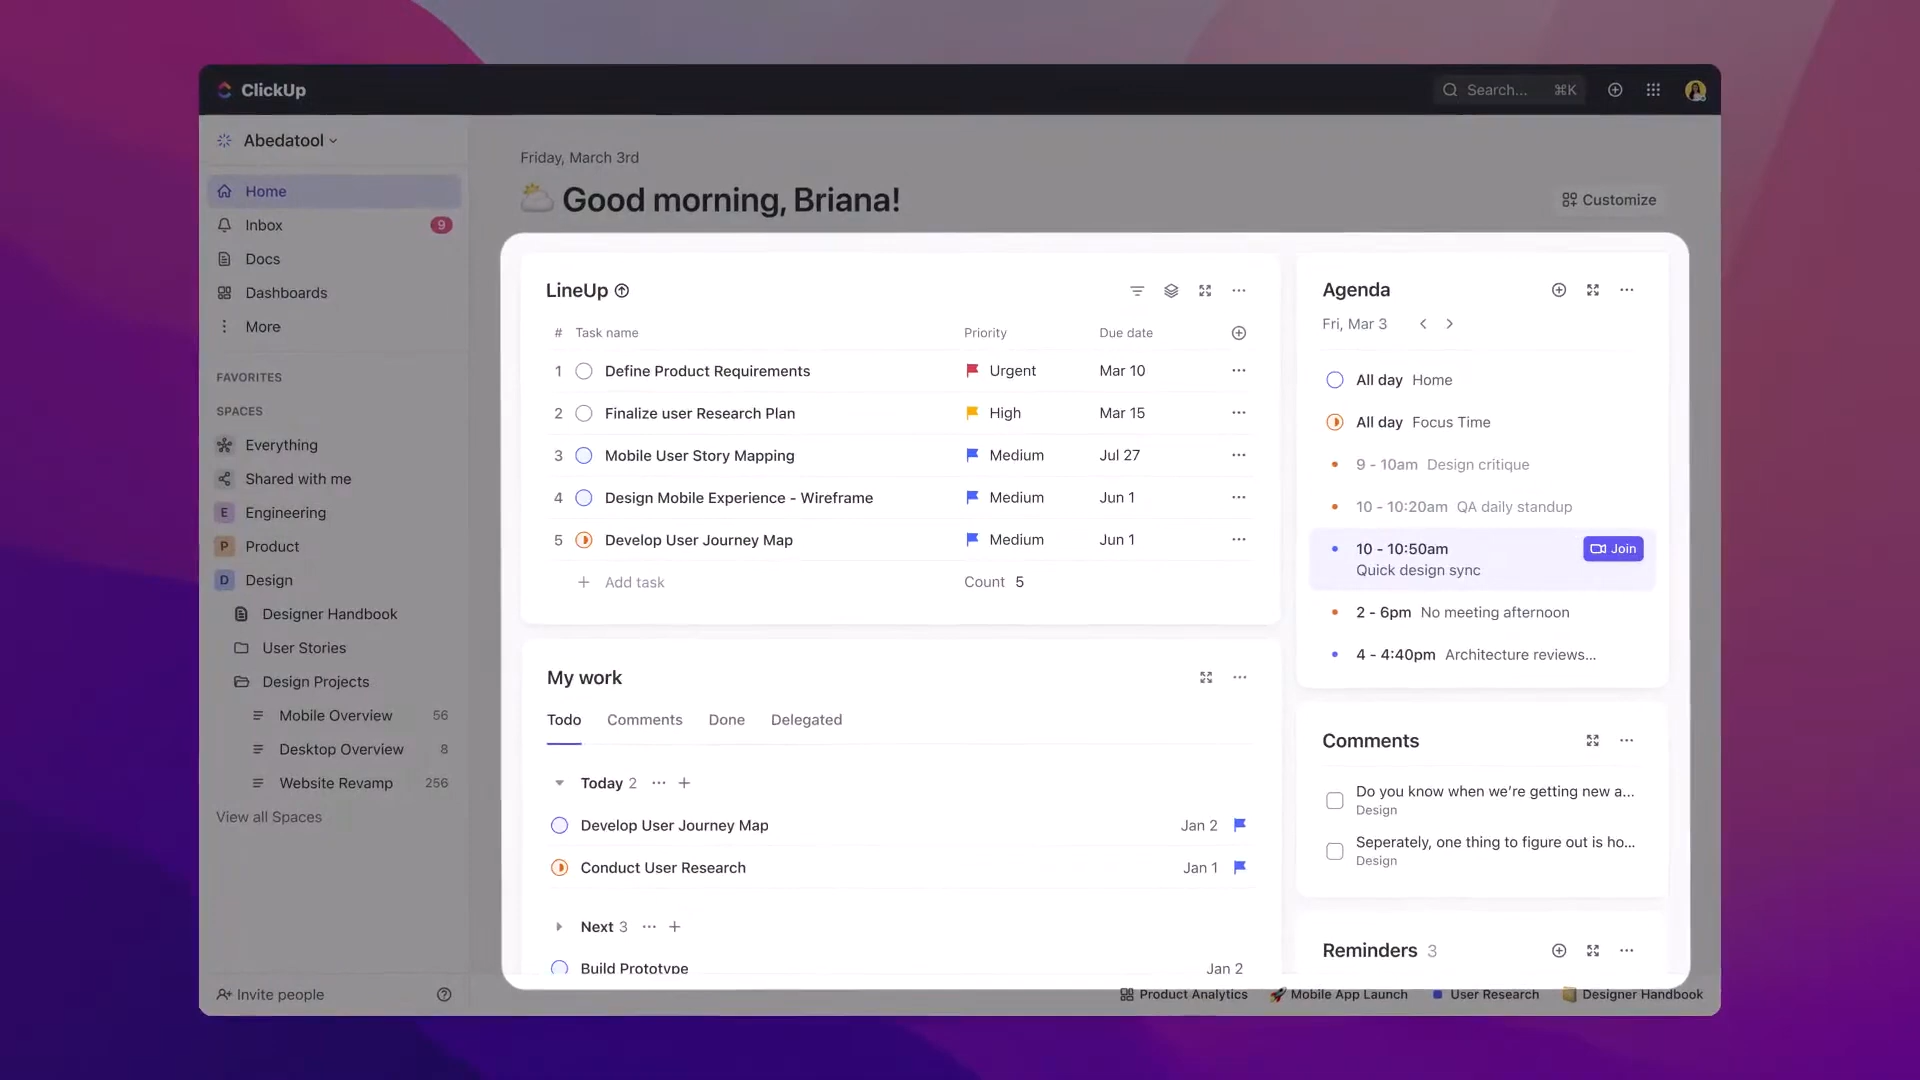 ClickUp
Search... ⌘K
Abedatool
Home
Inbox 9
Docs
Dashboards
More
FAVORITES
SPACES
Everything
Shared with me
E Engineering
P Product
D Design
Designer Handbook
User Stories
Design Projects
Mobile Overview 56
Desktop Overview 8
Website Revamp 256
View all Spaces
Invite people
Friday, March 3rd
Good morning, Briana!
Customize
LineUp
# Task name Priority Due date
1 Define Product Requirements Urgent Mar 10
2 Finalize user Research Plan High Mar 15
3 Mobile User Story Mapping Medium Jul 27
4 Design Mobile Experience - Wireframe Medium Jun 1
5 Develop User Journey Map Medium Jun 1
Add task Count 5
My work
Todo Comments Done Delegated
Today 2
Develop User Journey Map Jan 2
Conduct User Research Jan 1
Next 3
Build Prototype Jan 2
Agenda
Fri, Mar 3
All day Home
All day Focus Time
9 - 10am Design critique
10 - 10:20am QA daily standup
10 - 10:50am
Quick design sync
Join
2 - 6pm No meeting afternoon
4 - 4:40pm Architecture reviews...
Comments
Do you know when we’re getting new a...
Design
Seperately, one thing to figure out is ho...
Design
Reminders 3
Product Analytics Mobile App Launch User Research Designer Handbook